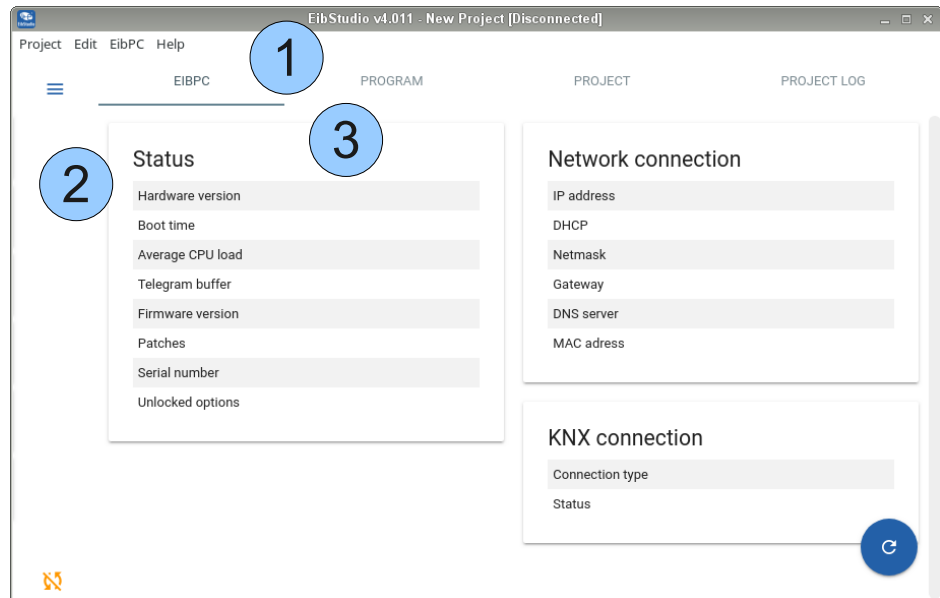 EibStudio v4.011 - New Project [Disconnected]
Project Edit EibPC Help
1
EIBPC PROGRAM PROJECT PROJECT LOG
3
2
Status
Hardware version
Boot time
Average CPU load
Telegram buffer
Firmware version
Patches
Serial number
Unlocked options
Network connection
IP address
DHCP
Netmask
Gateway
DNS server
MAC adress
KNX connection
Connection type
Status